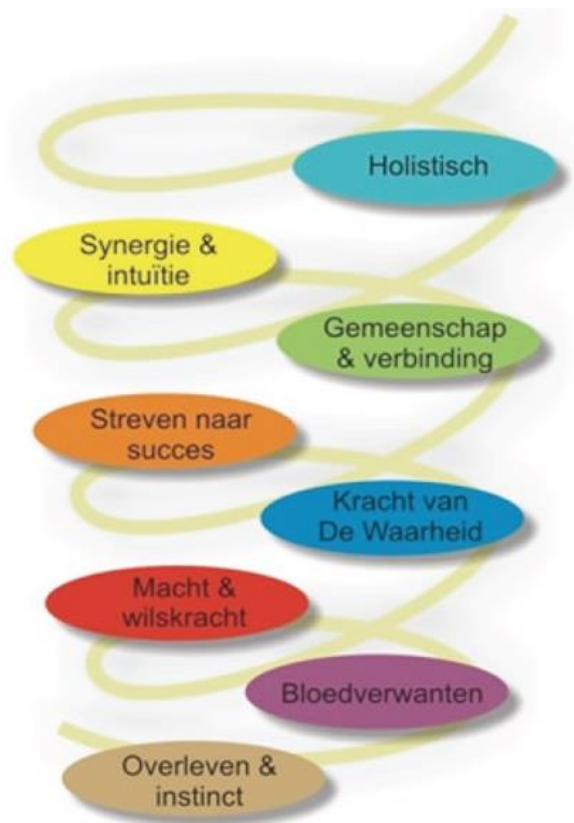 Holistisch
Synergie &
intuïtie
Gemeenschap
& verbinding
Streven naar
succes
Kracht van
De Waarheid
Macht &
wilskracht
Bloedverwanten
Overleven &
instinct